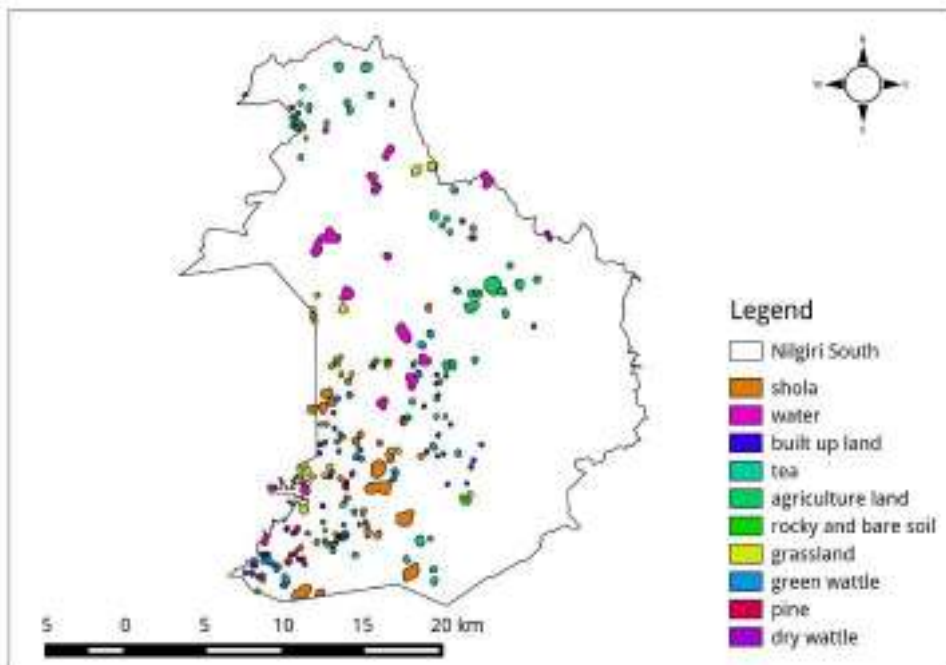 Legend
Nilgiri South
shola
water
built up land
tea
agriculture land
rocky and bare soil
grassland
green wattle
pine
dry wattle
5 0 5 10 15 20 km